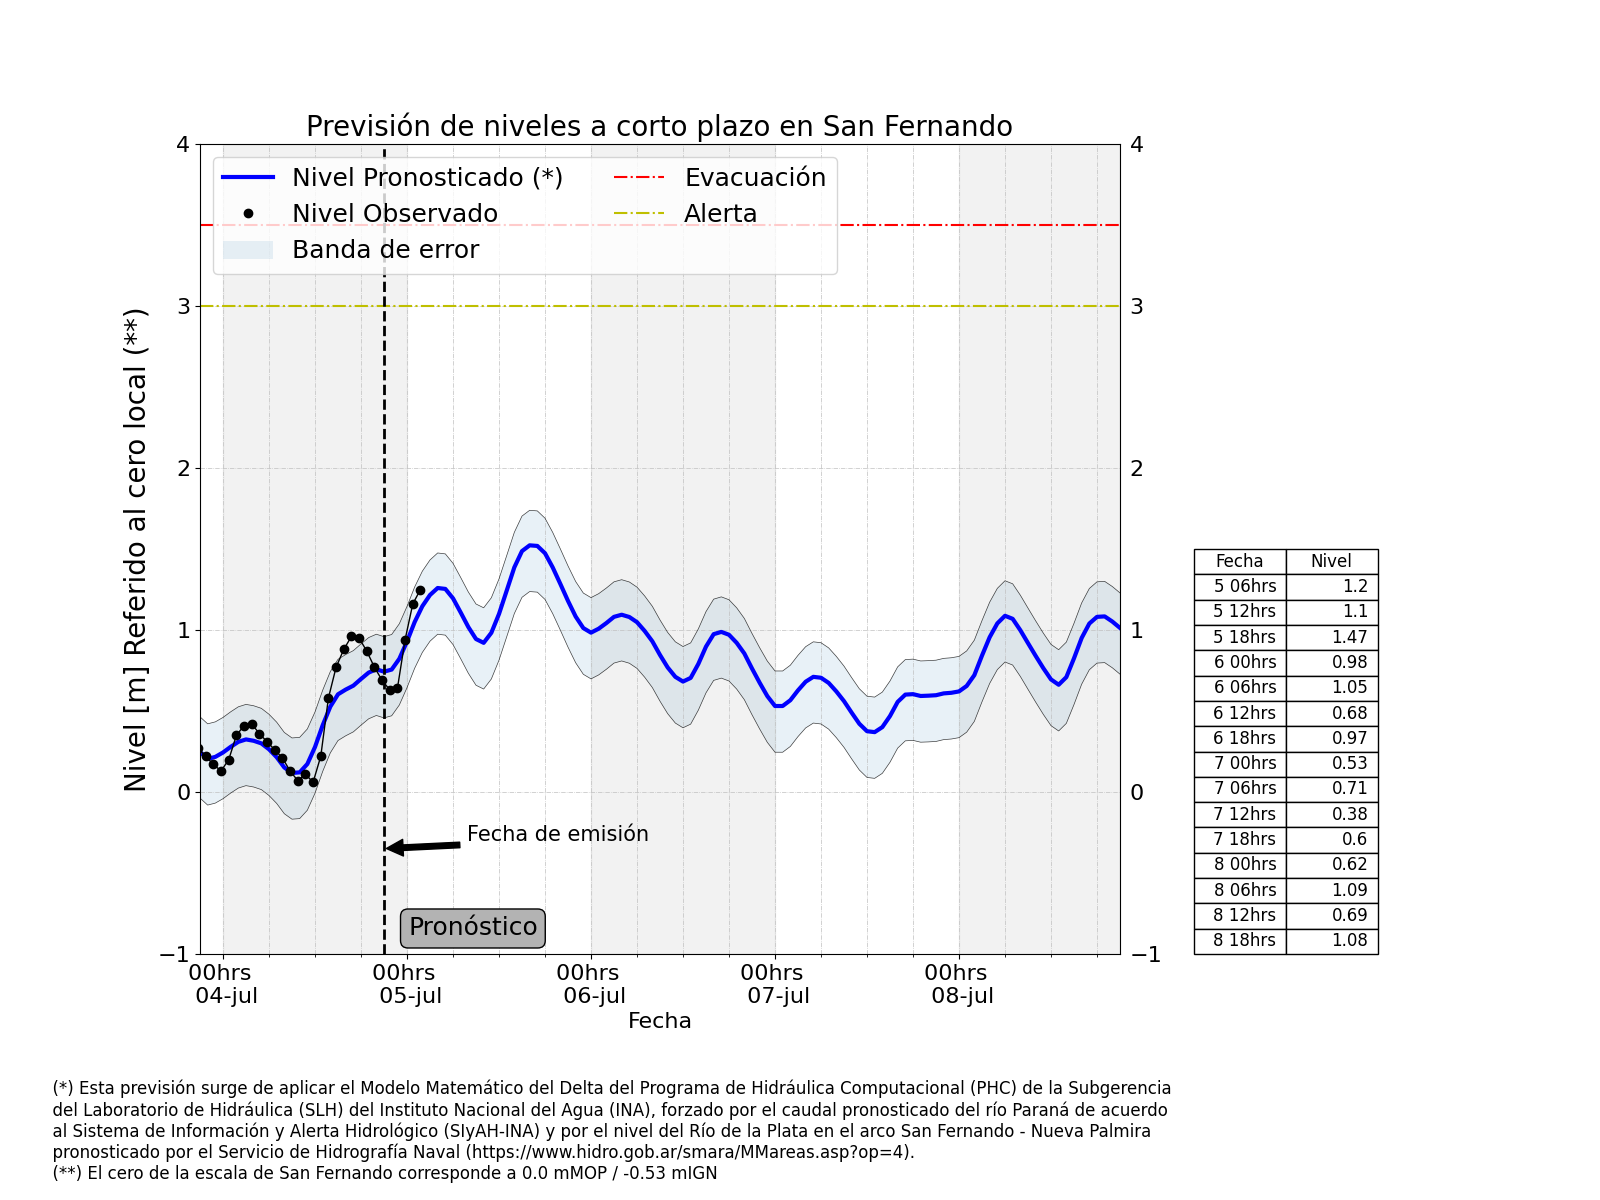 Previsión de niveles a corto plazo en San Fernando
4
3
2
1
0
−1
4
3
2
1
0
−1
Nivel [m] Referido al cero local (**)
Nivel Pronosticado (*)
Nivel Observado
Banda de error
Evacuación
Alerta
Fecha de emisión
Pronóstico
00hrs
04-jul
00hrs
05-jul
00hrs
06-jul
00hrs
07-jul
00hrs
08-jul
Fecha
Fecha Nivel
5 06hrs 1.2
5 12hrs 1.1
5 18hrs 1.47
6 00hrs 0.98
6 06hrs 1.05
6 12hrs 0.68
6 18hrs 0.97
7 00hrs 0.53
7 06hrs 0.71
7 12hrs 0.38
7 18hrs 0.6
8 00hrs 0.62
8 06hrs 1.09
8 12hrs 0.69
8 18hrs 1.08
(*) Esta previsión surge de aplicar el Modelo Matemático del Delta del Programa de Hidráulica Computacional (PHC) de la Subgerencia
del Laboratorio de Hidráulica (SLH) del Instituto Nacional del Agua (INA), forzado por el caudal pronosticado del río Paraná de acuerdo
al Sistema de Información y Alerta Hidrológico (SIyAH-INA) y por el nivel del Río de la Plata en el arco San Fernando - Nueva Palmira
pronosticado por el Servicio de Hidrografía Naval (https://www.hidro.gob.ar/smara/MMareas.asp?op=4).
(**) El cero de la escala de San Fernando corresponde a 0.0 mMOP / -0.53 mIGN